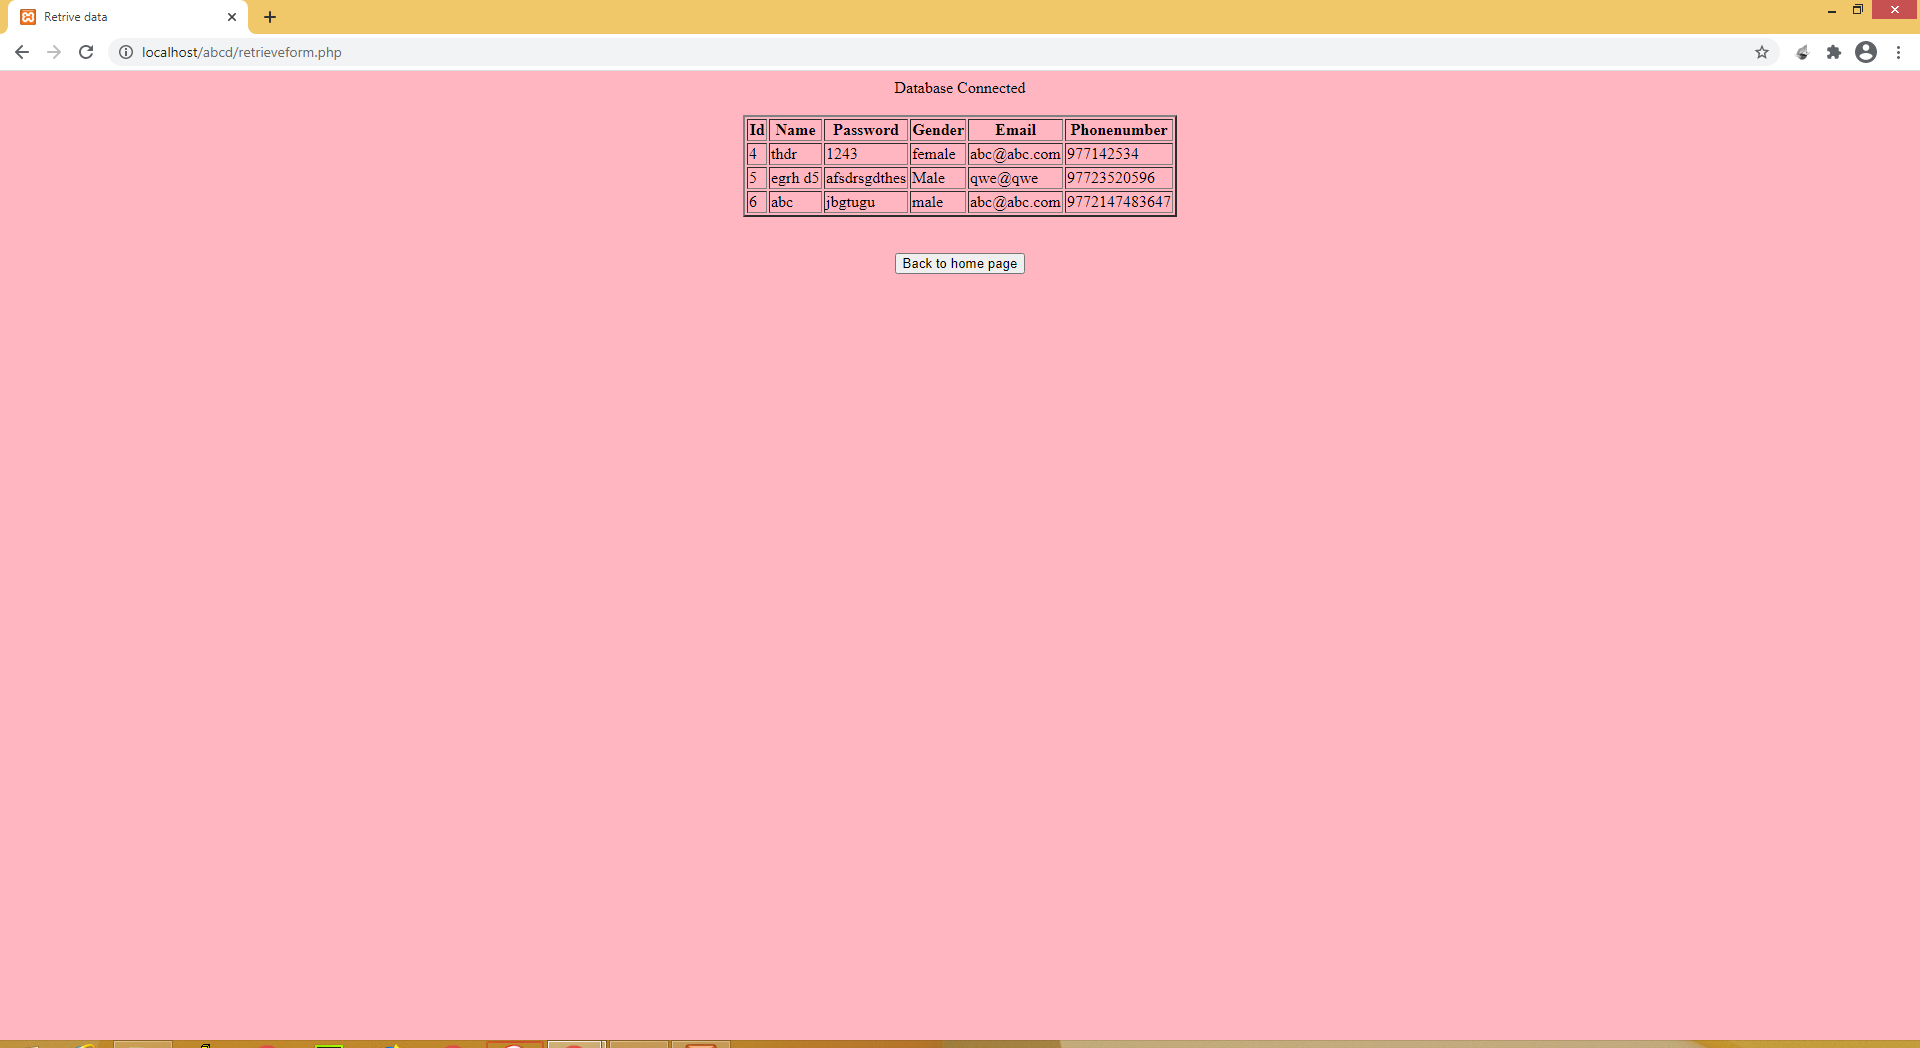 Retrive data
localhost/abcd/retrieveform.php
Database Connected
Id Name Password Gender Email Phonenumber
4 thdr 1243 female abc@abc.com 977142534
5 egrh d5 afsdrsgdthes Male qwe@qwe 97723520596
6 abc jbgtugu male abc@abc.com 9772147483647
Back to home page